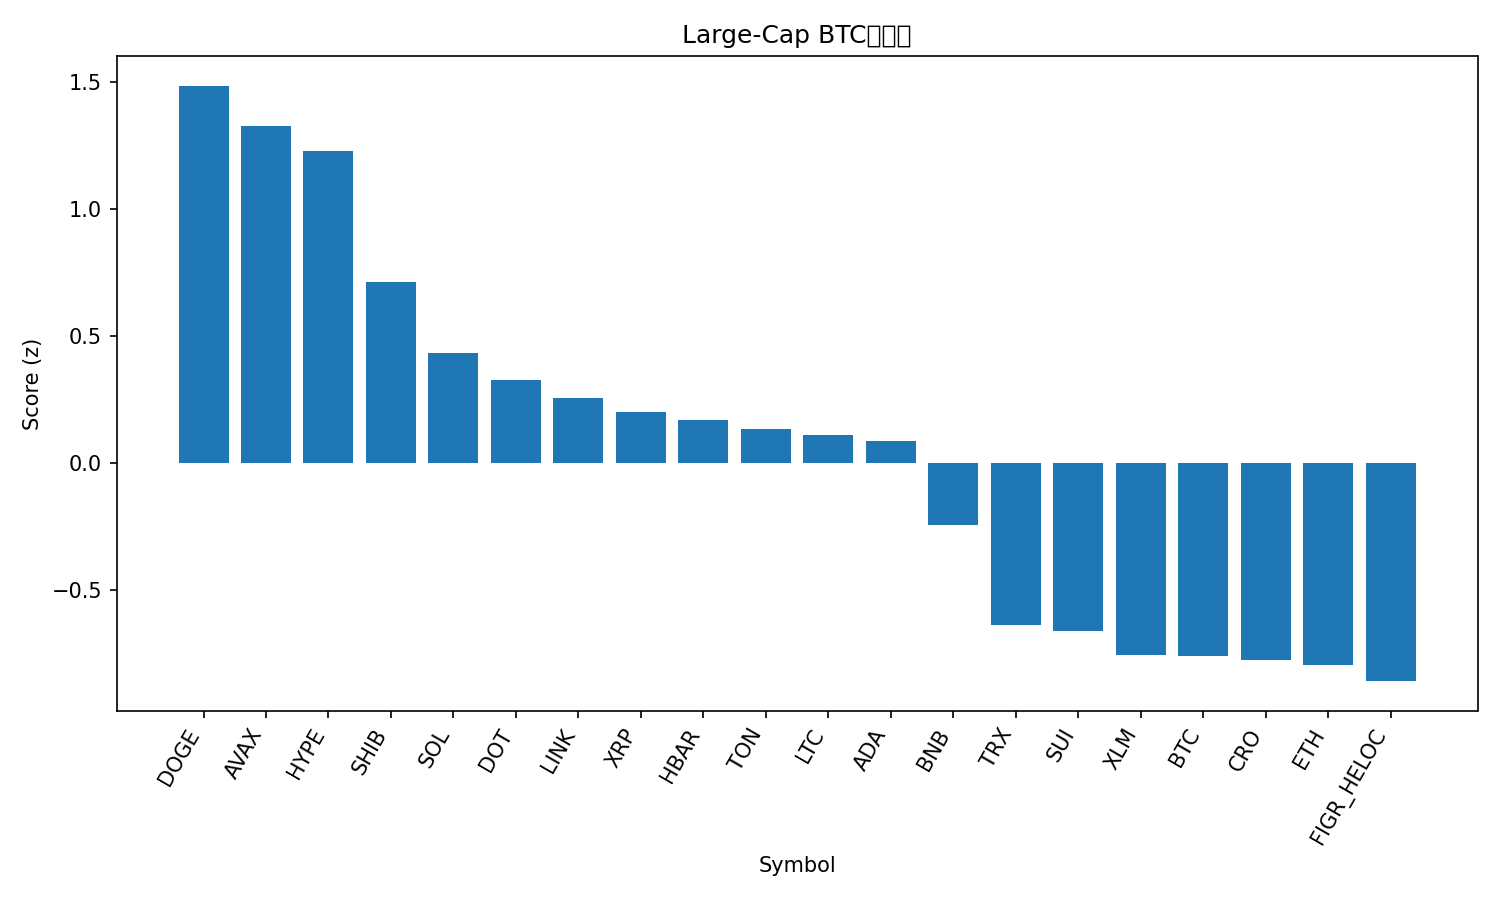 Large-Cap BTC
1.5
1.0
0.5
0.0
−0.5
Score (z)
DOGE
AVAX
HYPE
SHIB
SOL
DOT
LINK
XRP
HBAR
TON
LTC
ADA
BNB
TRX
SUI
XLM
BTC
CRO
ETH
FIGR_HELOC
Symbol